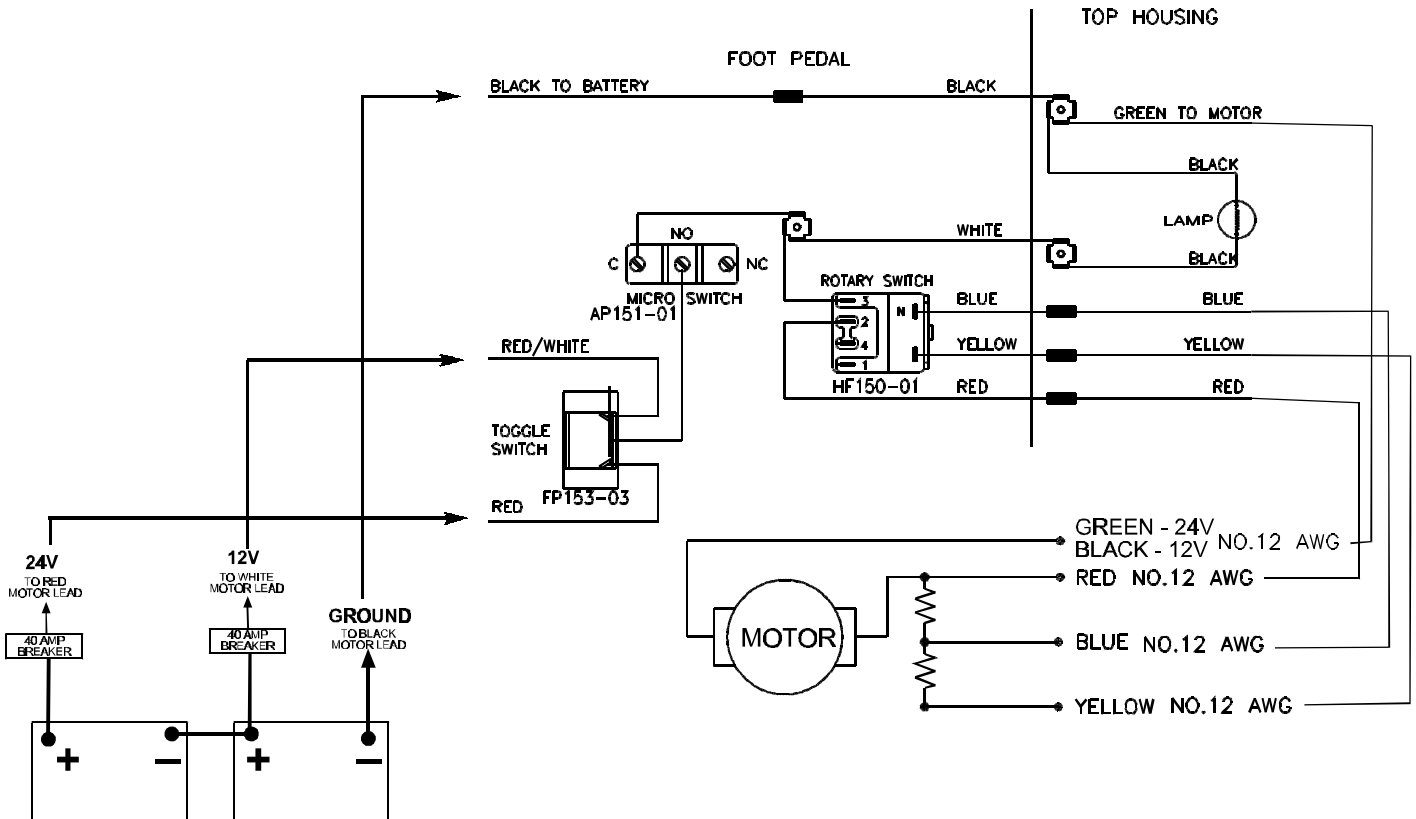 TOP HOUSING
FOOT PEDAL
BLACK TO BATTERY
BLACK
GREEN TO MOTOR
BLACK
LAMP
WHITE
BLACK
NO
C
NC
MICRO SWITCH
AP151-01
ROTARY SWITCH
3
2
4
1
N
HF150-01
BLUE
BLUE
YELLOW
YELLOW
RED
RED
RED/WHITE
TOGGLE
SWITCH
FP153-03
RED
24V
TO RED
MOTOR LEAD
40 AMP
BREAKER
12V
TO WHITE
MOTOR LEAD
40 AMP
BREAKER
GROUND
TO BLACK
MOTOR LEAD
MOTOR
GREEN - 24V
BLACK - 12V
NO.12 AWG
RED NO.12 AWG
BLUE NO.12 AWG
YELLOW NO.12 AWG
+
−
+
−